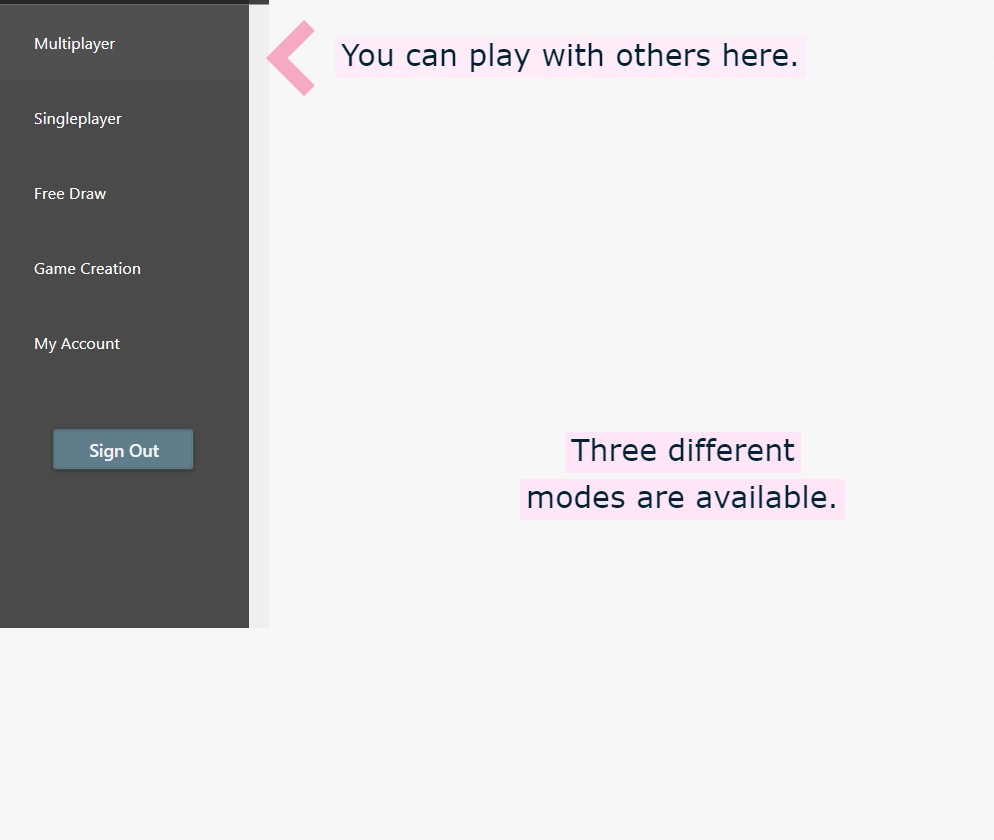 Multiplayer
You can play with others here.
Singleplayer
Free Draw
Game Creation
My Account
Sign Out
Three different
modes are available.